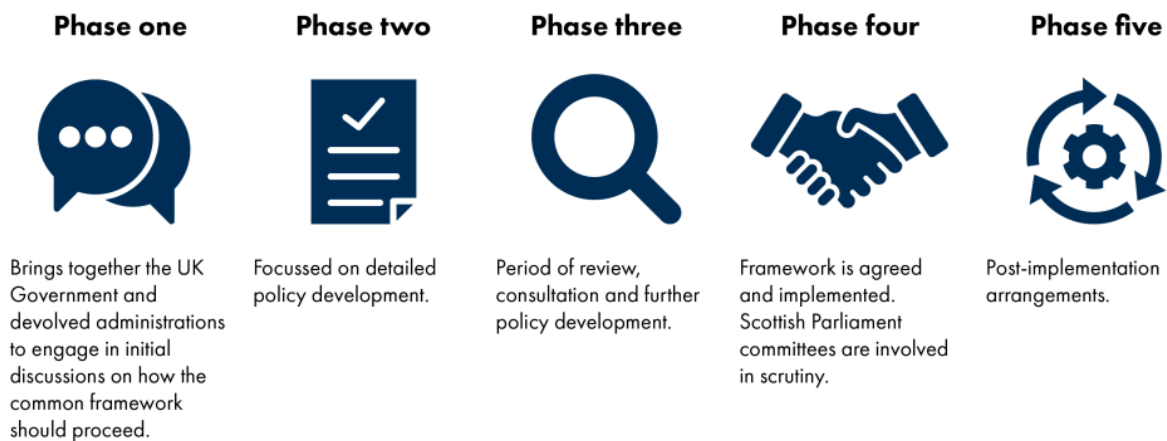 Phase one
Brings together the UK
Government and
devolved administrations
to engage in initial
discussions on how the
common framework
should proceed.
Phase two
Focussed on detailed
policy development.
Phase three
Period of review,
consultation and further
policy development.
Phase four
Framework is agreed
and implemented.
Scottish Parliament
committees are involved
in scrutiny.
Phase five
Post-implementation
arrangements.